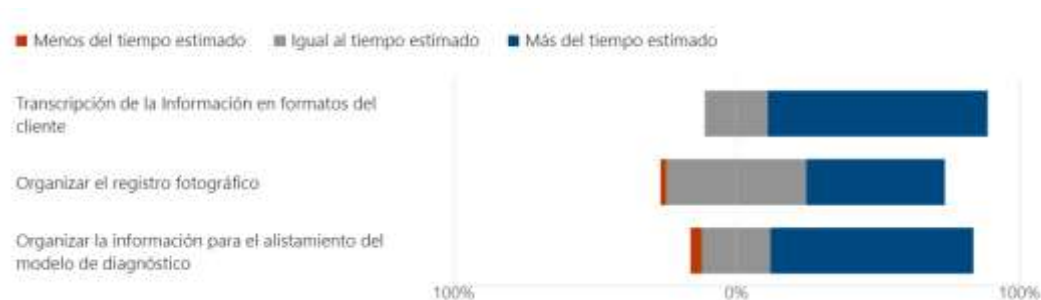 Menos del tiempo estimado Igual al tiempo estimado Más del tiempo estimado
Transcripción de la Información en formatos del
cliente
Organizar el registro fotográfico
Organizar la información para el alistamiento del
modelo de diagnóstico
100% 0% 100%